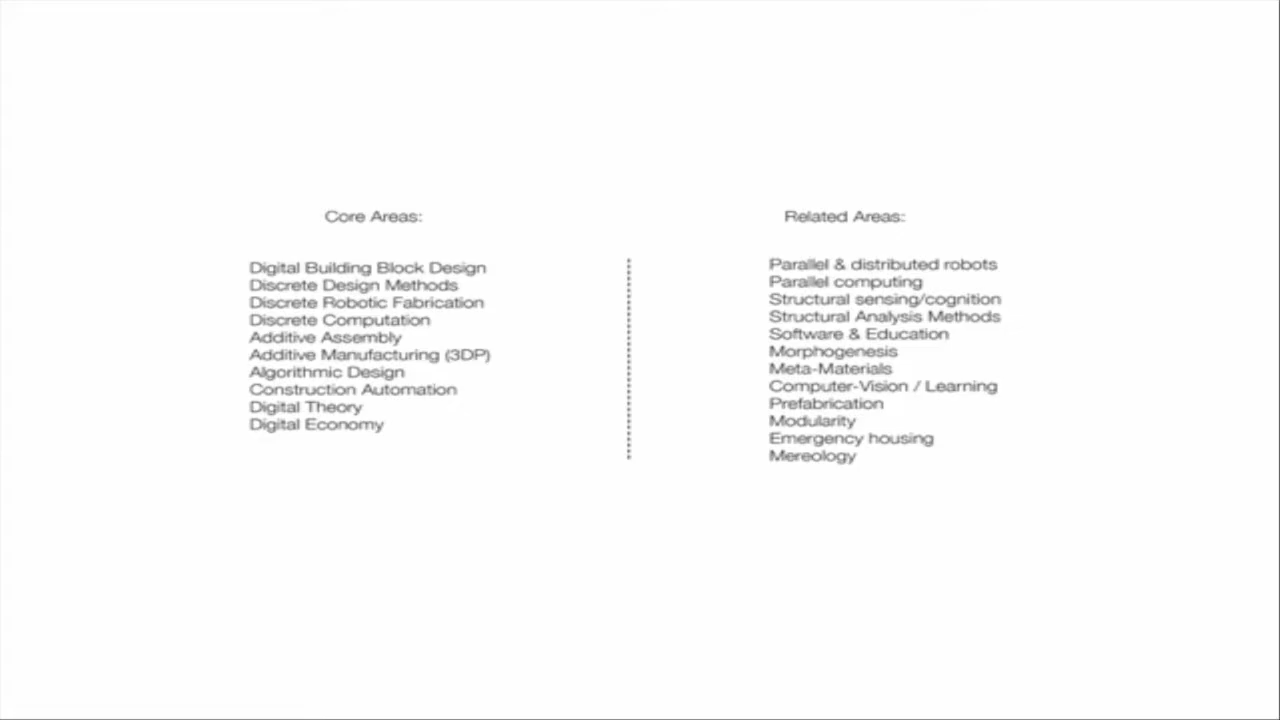 Core Areas:
Digital Building Block Design
Discrete Design Methods
Discrete Robotic Fabrication
Discrete Computation
Additive Assembly
Additive Manufacturing (3DP)
Algorithmic Design
Construction Automation
Digital Theory
Digital Economy
Related Areas:
Parallel & distributed robots
Parallel computing
Structural sensing/cognition
Structural Analysis Methods
Software & Education
Morphogenesis
Meta-Materials
Computer-Vision / Learning
Prefabrication
Modularity
Emergency housing
Mereology